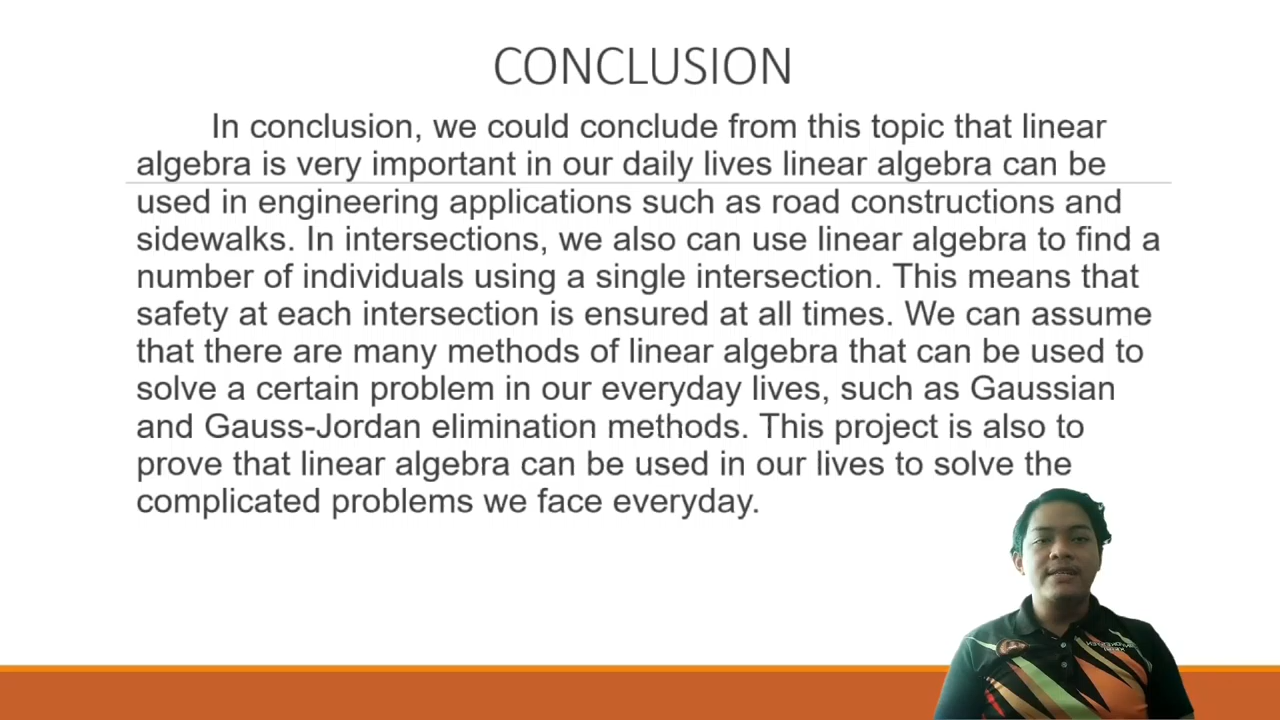 CONCLUSION
In conclusion, we could conclude from this topic that linear
algebra is very important in our daily lives linear algebra can be
used in engineering applications such as road constructions and
sidewalks. In intersections, we also can use linear algebra to find a
number of individuals using a single intersection. This means that
safety at each intersection is ensured at all times. We can assume
that there are many methods of linear algebra that can be used to
solve a certain problem in our everyday lives, such as Gaussian
and Gauss-Jordan elimination methods. This project is also to
prove that linear algebra can be used in our lives to solve the
complicated problems we face everyday.